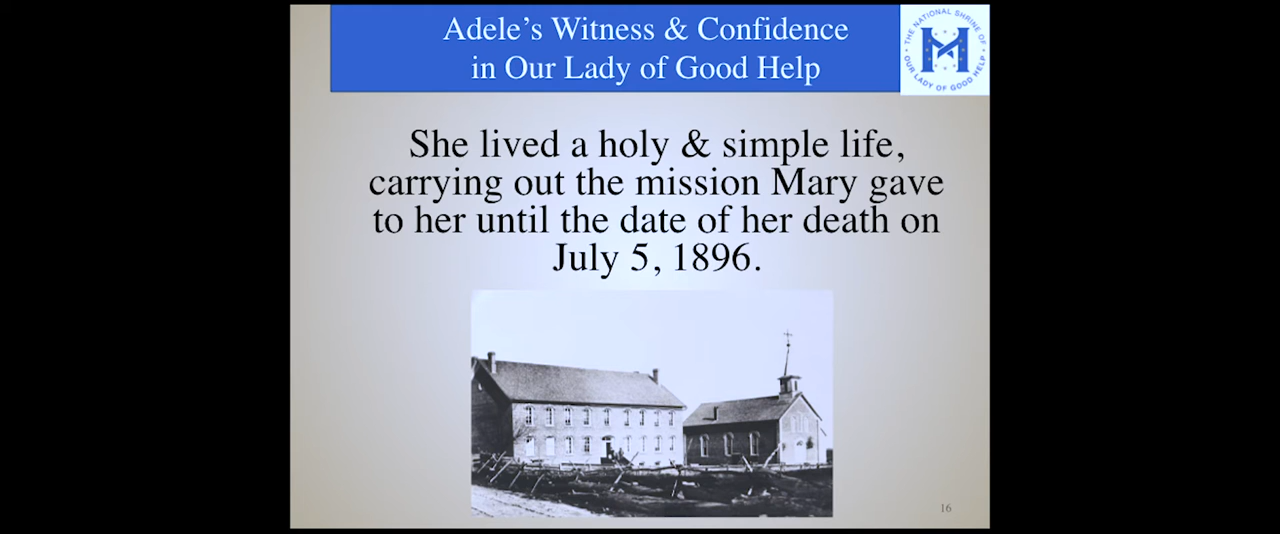 Adele’s Witness & Confidence
in Our Lady of Good Help
THE NATIONAL SHRINE OF
OUR LADY OF GOOD HELP
She lived a holy & simple life,
carrying out the mission Mary gave
to her until the date of her death on
July 5, 1896.
16